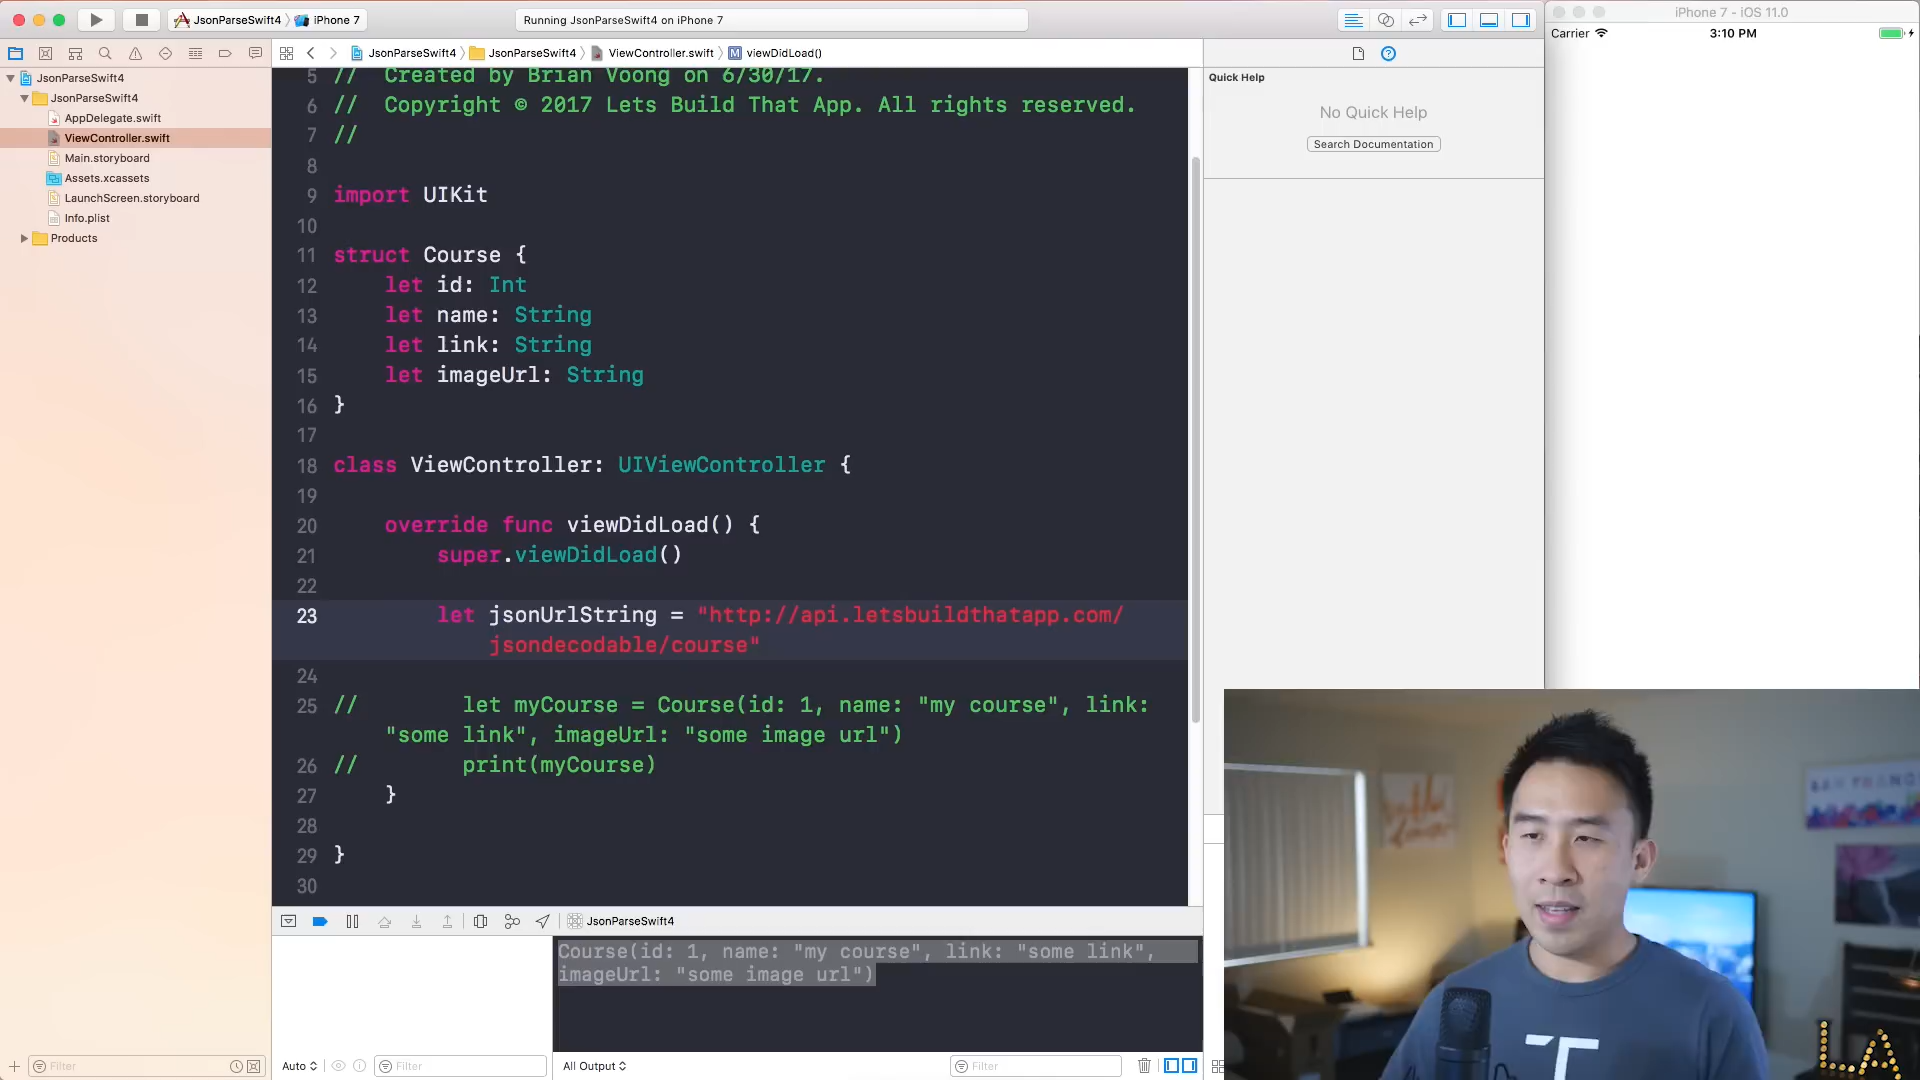 JsonParseSwift4 iPhone 7
Running JsonParseSwift4 on iPhone 7
iPhone 7 - iOS 11.0
Carrier 3:10 PM
JsonParseSwift4 JsonParseSwift4 ViewController.swift M viewDidLoad()
JsonParseSwift4
JsonParseSwift4
AppDelegate.swift
ViewController.swift
Main.storyboard
Assets.xcassets
LaunchScreen.storyboard
Info.plist
Products
5 // Created by Brian Voong on 6/30/17.
6 // Copyright © 2017 Lets Build That App. All rights reserved.
7 //
8
9 import UIKit
10
11 struct Course {
12 let id: Int
13 let name: String
14 let link: String
15 let imageUrl: String
16 }
17
18 class ViewController: UIViewController {
19
20 override func viewDidLoad() {
21 super.viewDidLoad()
22
23 let jsonUrlString = "http://api.letsbuildthatapp.com/
jsondecodable/course"
24
25 // let myCourse = Course(id: 1, name: "my course", link:
"some link", imageUrl: "some image url")
26 // print(myCourse)
27 }
28
29 }
30
Quick Help
No Quick Help
Search Documentation
JsonParseSwift4
Course(id: 1, name: "my course", link: "some link",
imageUrl: "some image url")
Filter
Auto
Filter
All Output
Filter
LA